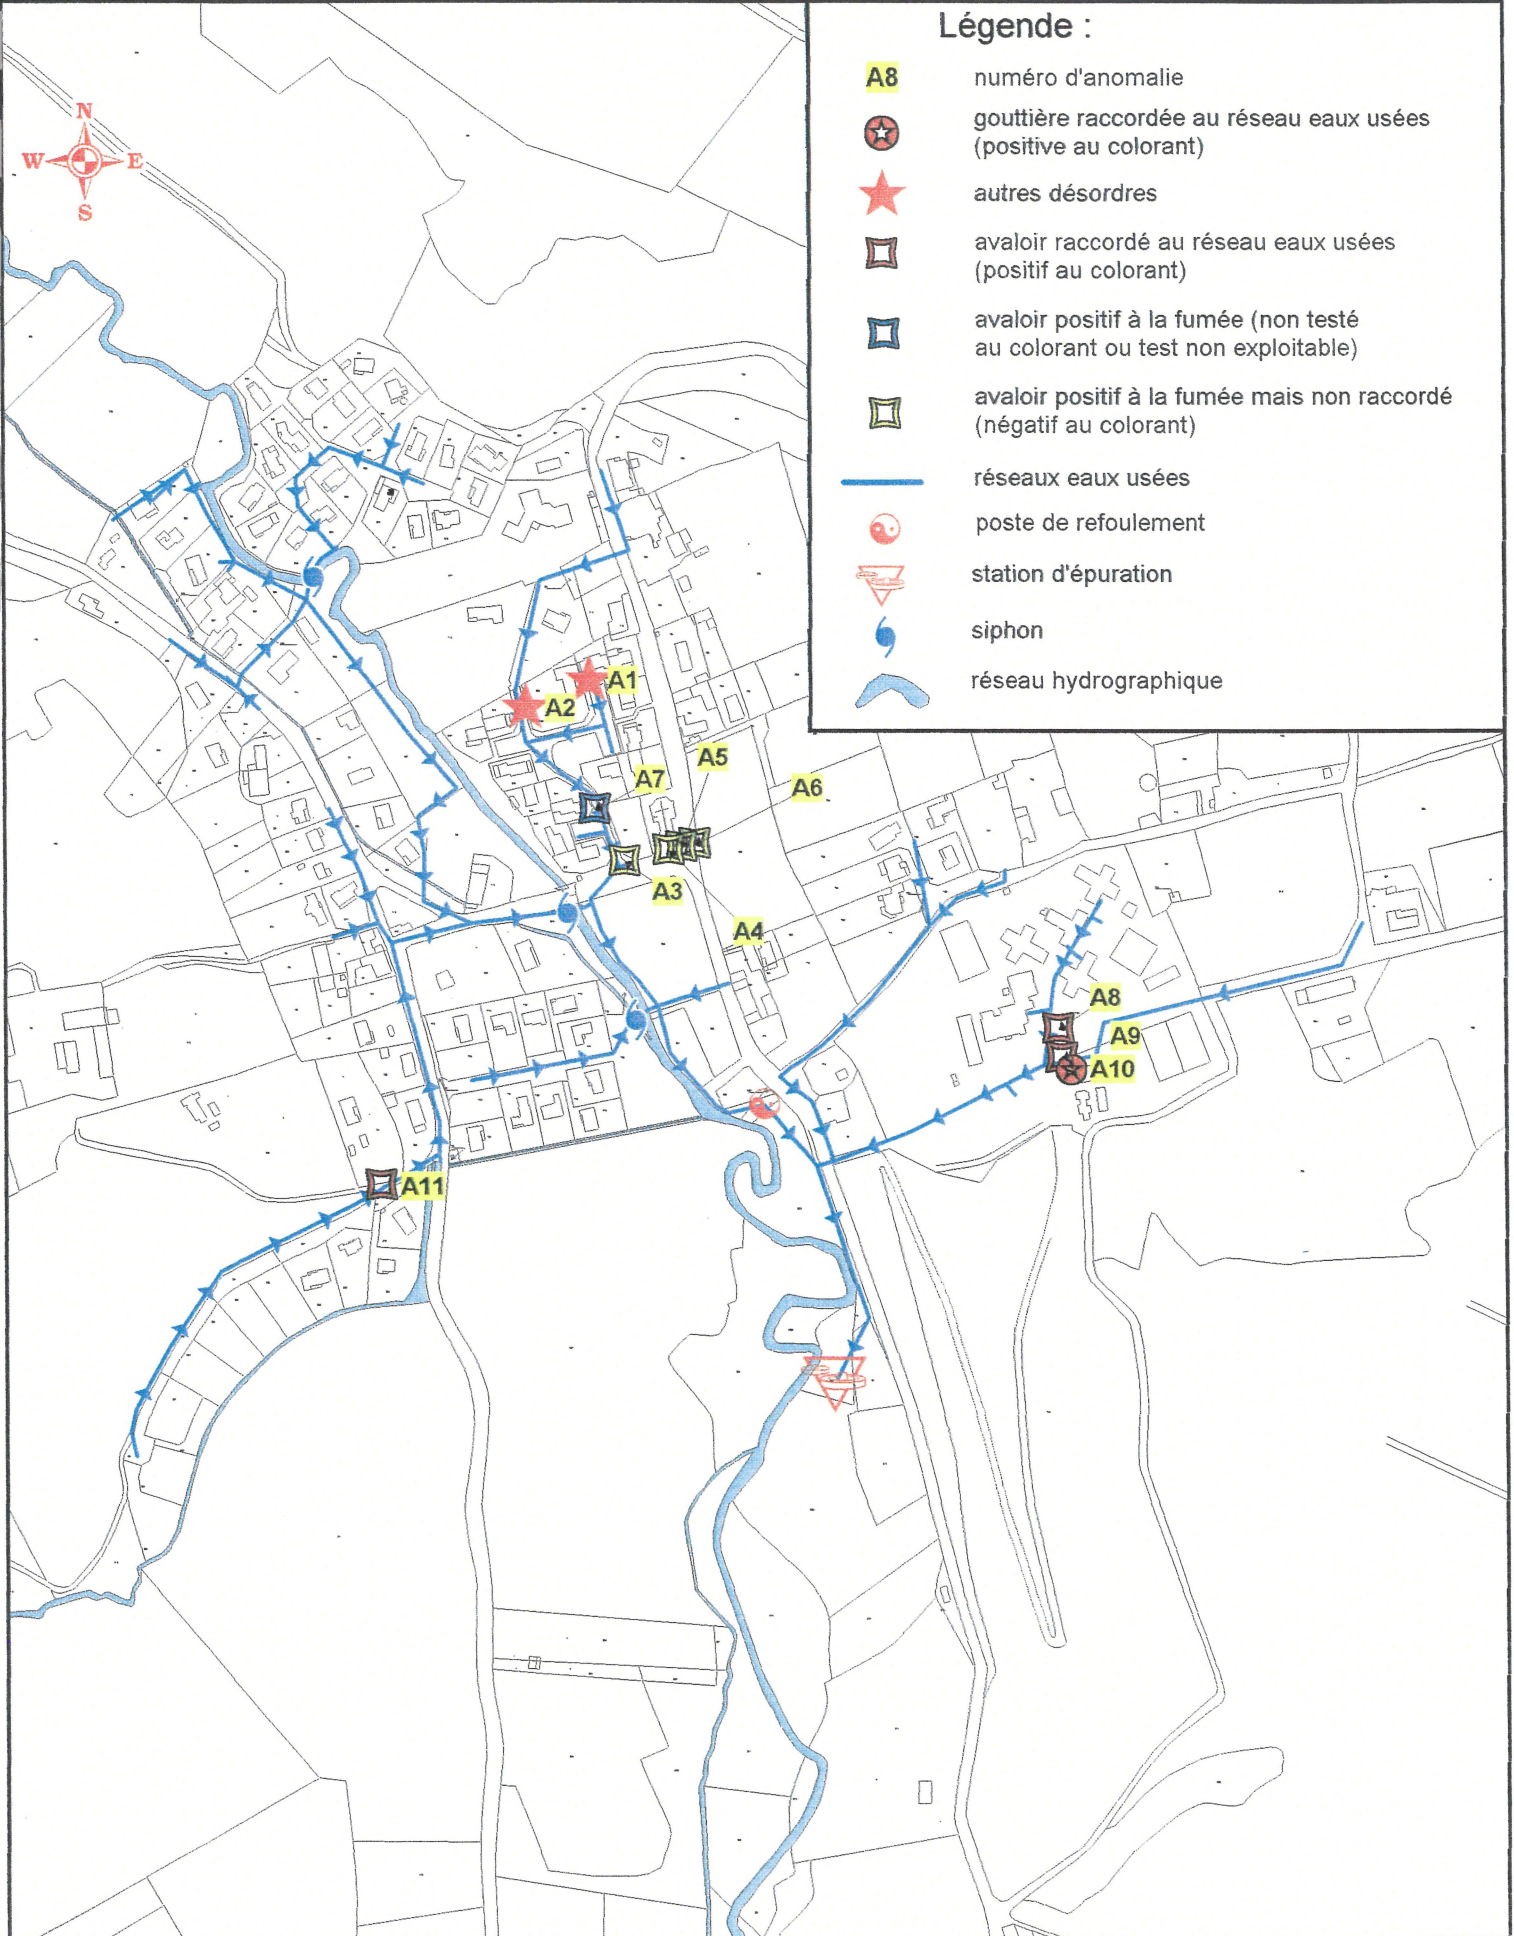 Légende :
A8
numéro d'anomalie
gouttière raccordée au réseau eaux usées
(positive au colorant)
autres désordres
avaloir raccordé au réseau eaux usées
(positif au colorant)
avaloir positif à la fumée (non testé
au colorant ou test non exploitable)
avaloir positif à la fumée mais non raccordé
(négatif au colorant)
réseaux eaux usées
poste de refoulement
station d'épuration
siphon
réseau hydrographique
N
W
E
S
A1
A2
A5
A7
A6
A3
A4
A8
A9
A10
A11